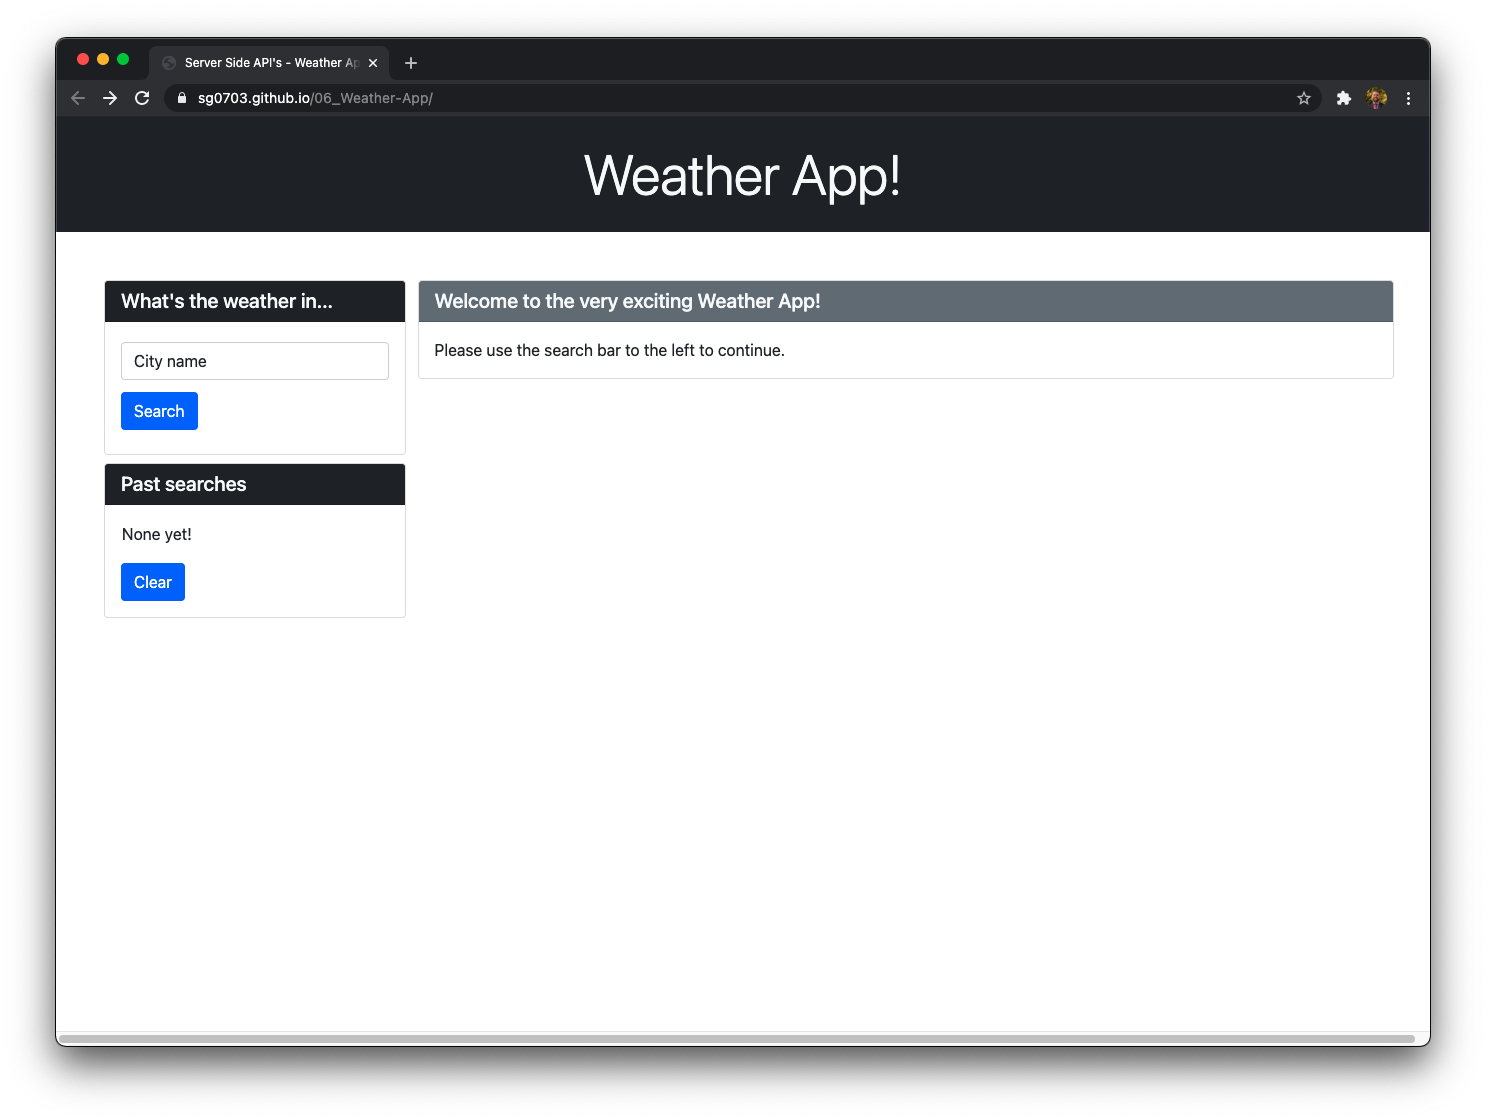 Server Side API's - Weather Ap
sg0703.github.io/06_Weather-App/
Weather App!
What's the weather in...
City name
Search
Past searches
None yet!
Clear
Welcome to the very exciting Weather App!
Please use the search bar to the left to continue.